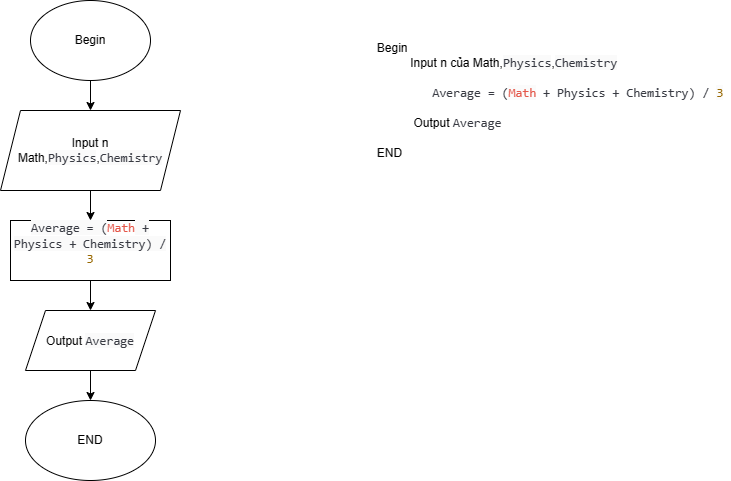 Begin
Input n
Math,Physics,Chemistry
Average = (Math +
Physics + Chemistry) /
3
Output Average
END
Begin
Input n của Math,Physics,Chemistry
Average = (Math + Physics + Chemistry) / 3
Output Average
END